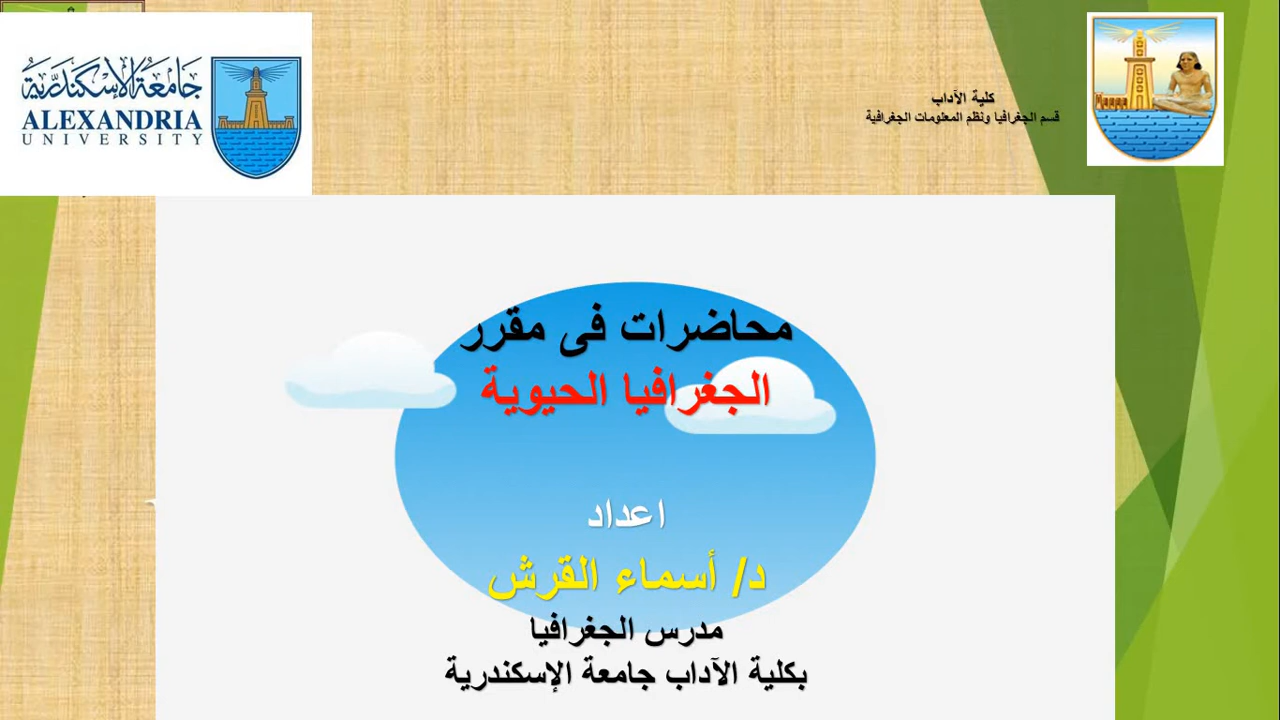 جامعة الإسكندرية
ALEXANDRIA
UNIVERSITY
كلية الآداب
قسم الجغرافيا ونظم المعلومات الجغرافية
محاضرات فى مقرر
الجغرافيا الحيوية
اعداد
د/ أسماء القرش
مدرس الجغرافيا
بكلية الآداب جامعة الإسكندرية